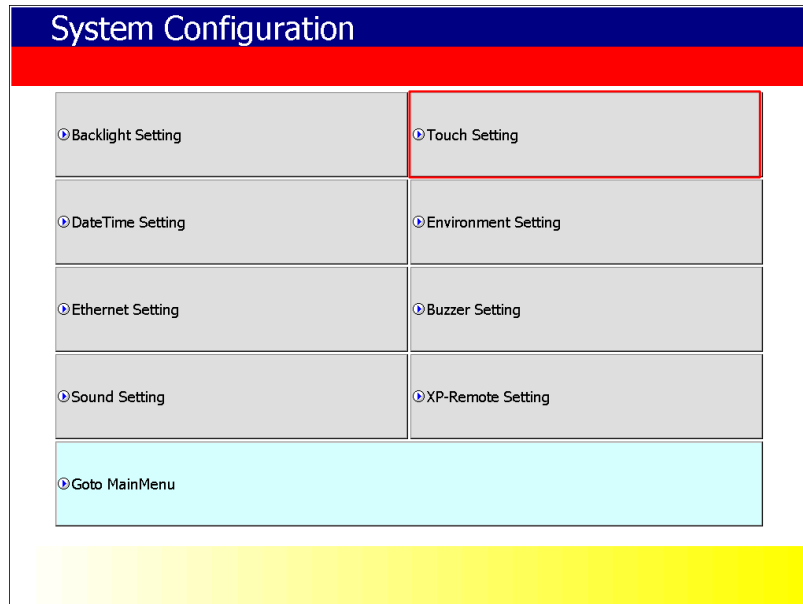 System Configuration
Backlight Setting
Touch Setting
DateTime Setting
Environment Setting
Ethernet Setting
Buzzer Setting
Sound Setting
XP-Remote Setting
Goto MainMenu